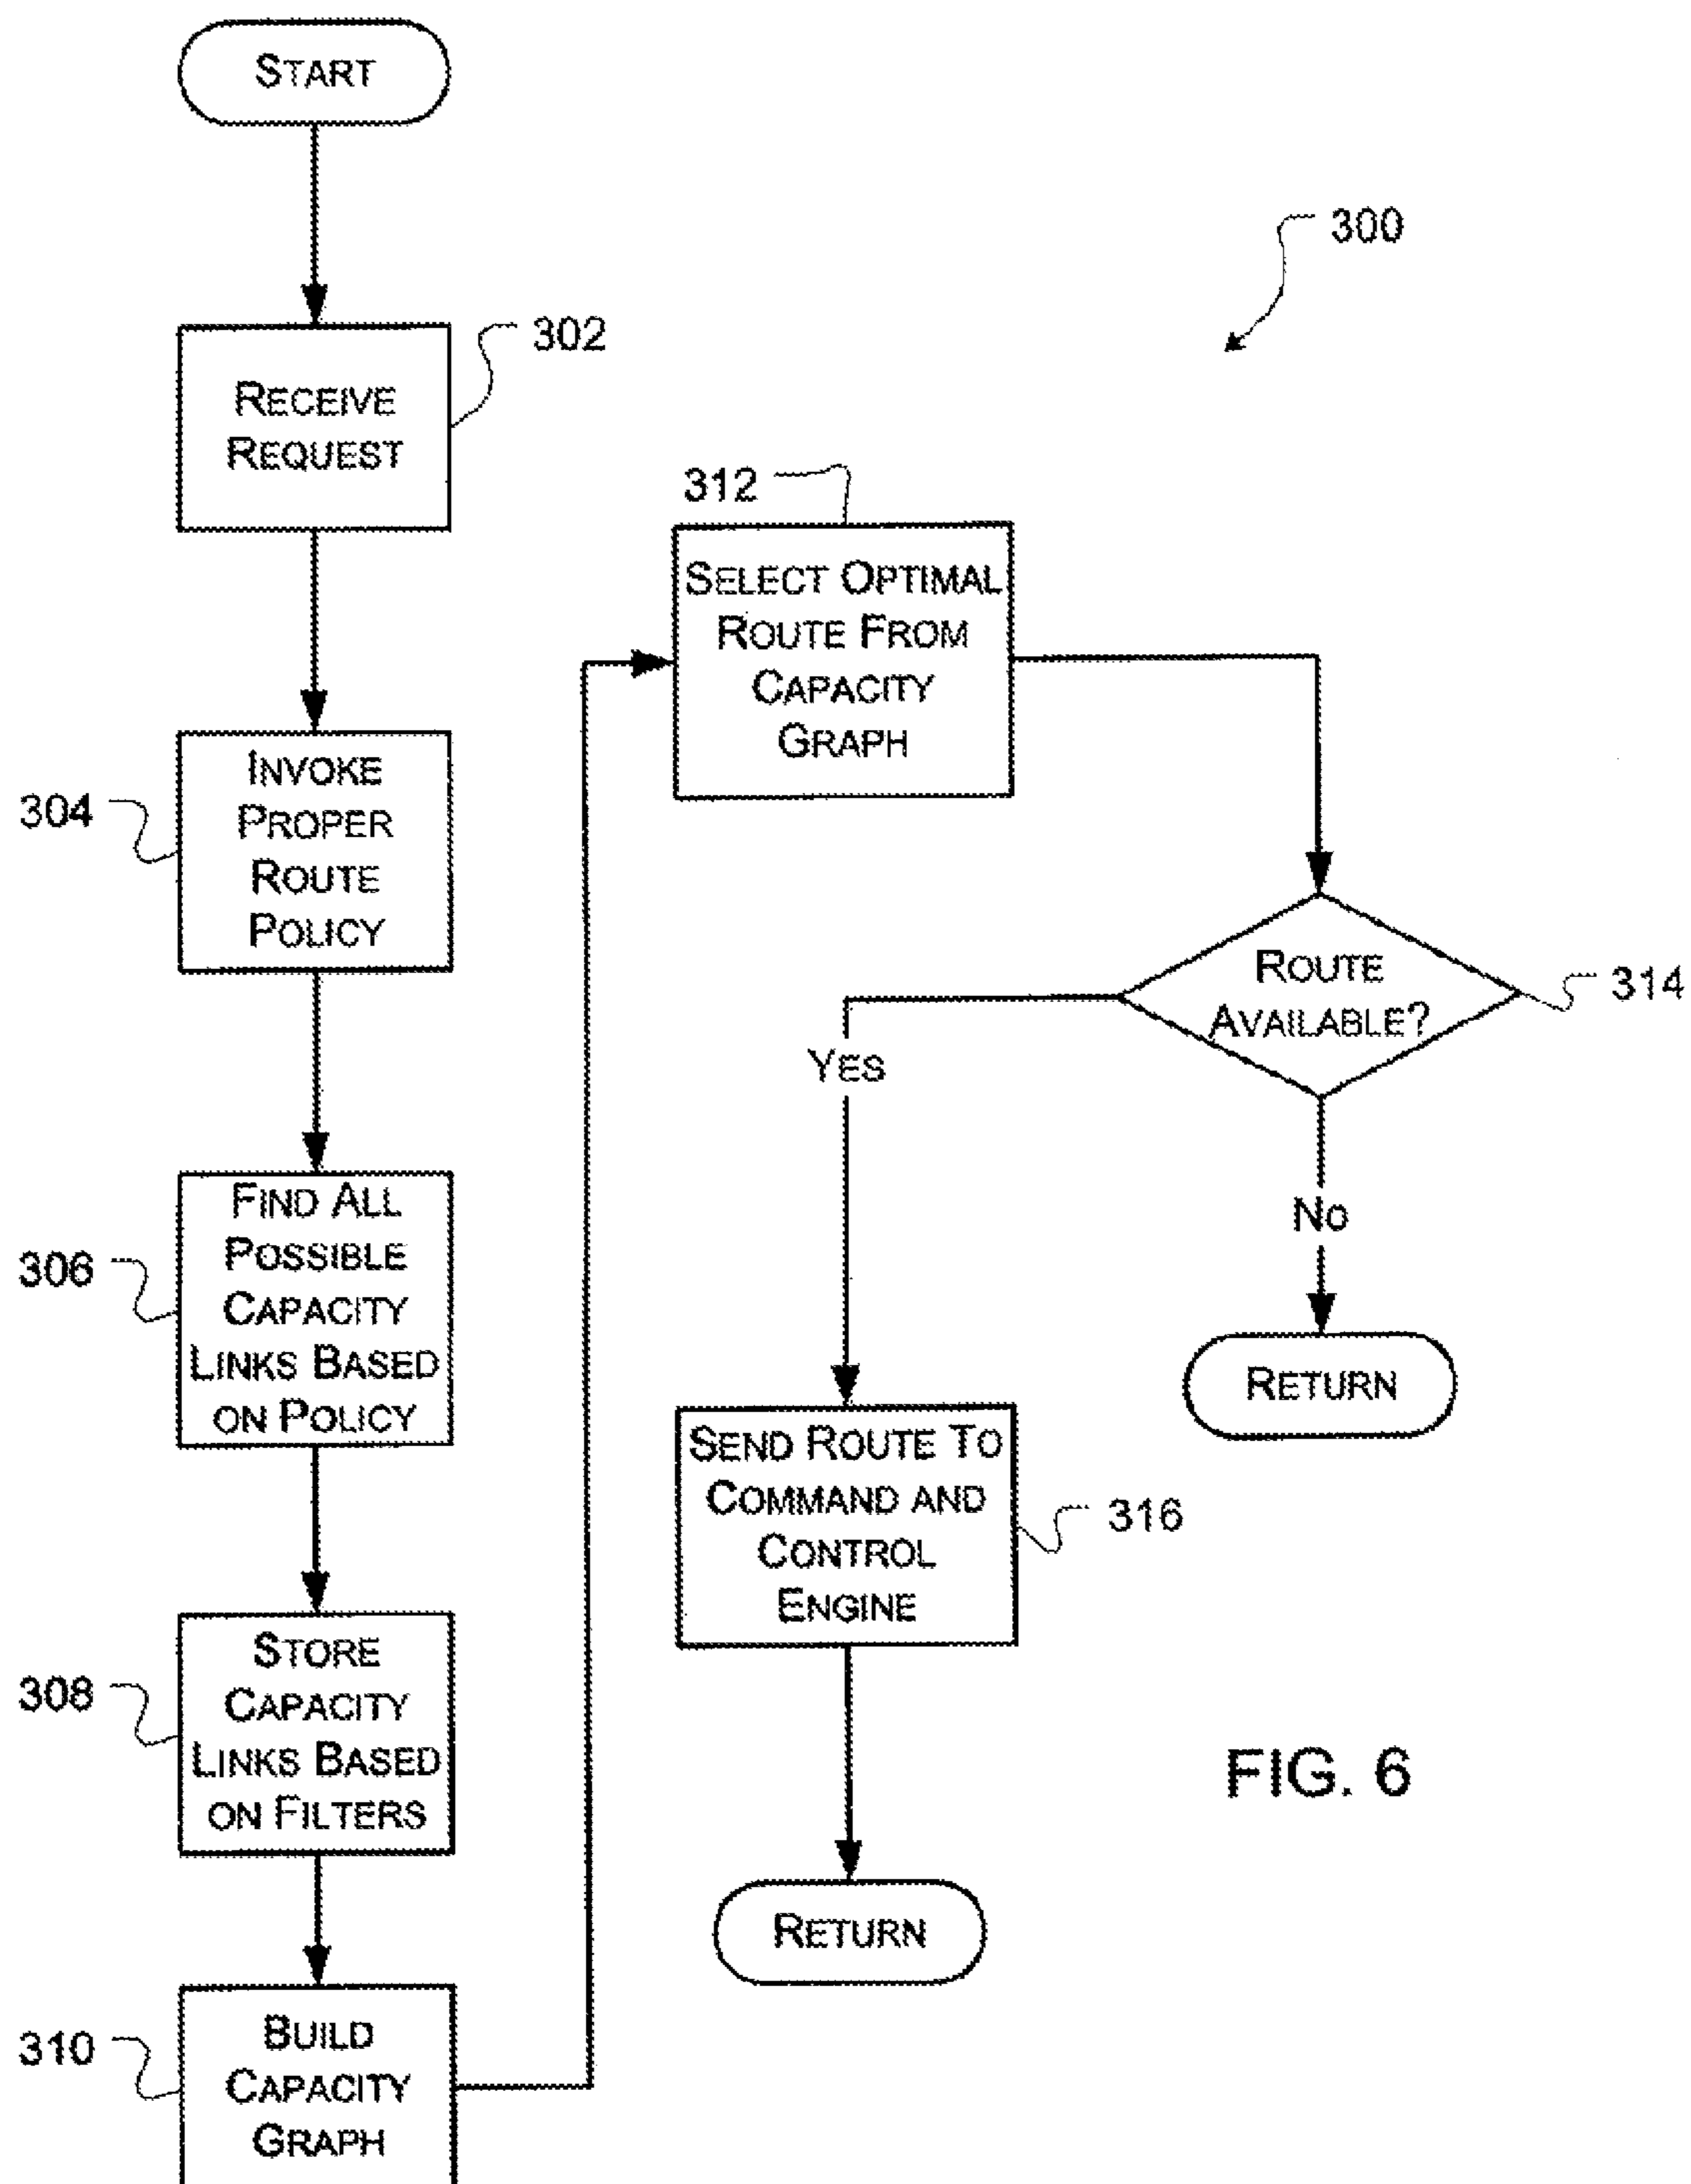 START
300
302
RECEIVE
REQUEST
304
INVOKE
PROPER
ROUTE
POLICY
306
FIND ALL
POSSIBLE
CAPACITY
LINKS BASED
ON POLICY
308
STORE
CAPACITY
LINKS BASED
ON FILTERS
310
BUILD
CAPACITY
GRAPH
312
SELECT OPTIMAL
ROUTE FROM
CAPACITY
GRAPH
314
ROUTE
AVAILABLE?
YES
NO
RETURN
316
SEND ROUTE TO
COMMAND AND
CONTROL
ENGINE
RETURN
FIG. 6